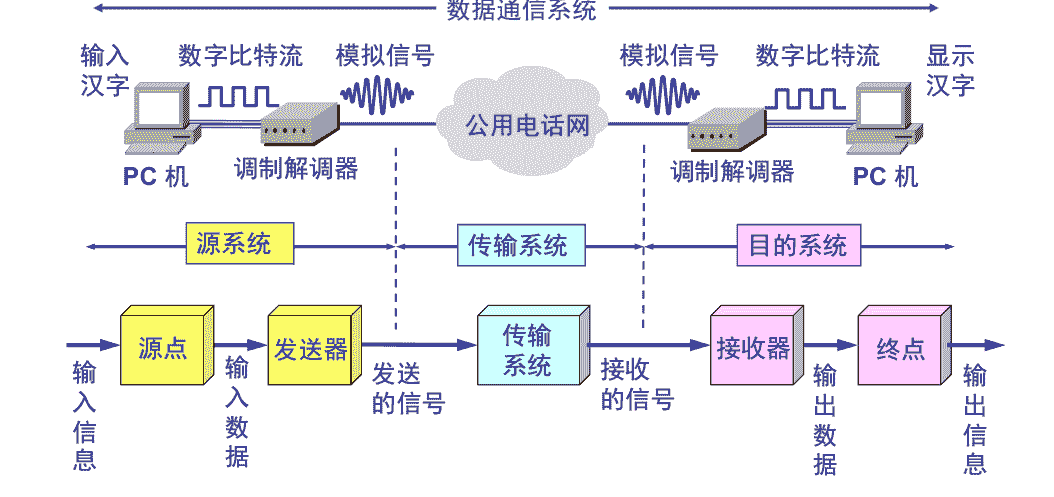 数据通信系统
输入
汉字
数字比特流
模拟信号
模拟信号
数字比特流
显示
汉字
公用电话网
PC 机
调制解调器
调制解调器
PC 机
源系统
传输系统
目的系统
源点
发送器
传输
系统
接收器
终点
输入信息
输入数据
发送
的信号
接收
的信号
输出数据
输出信息